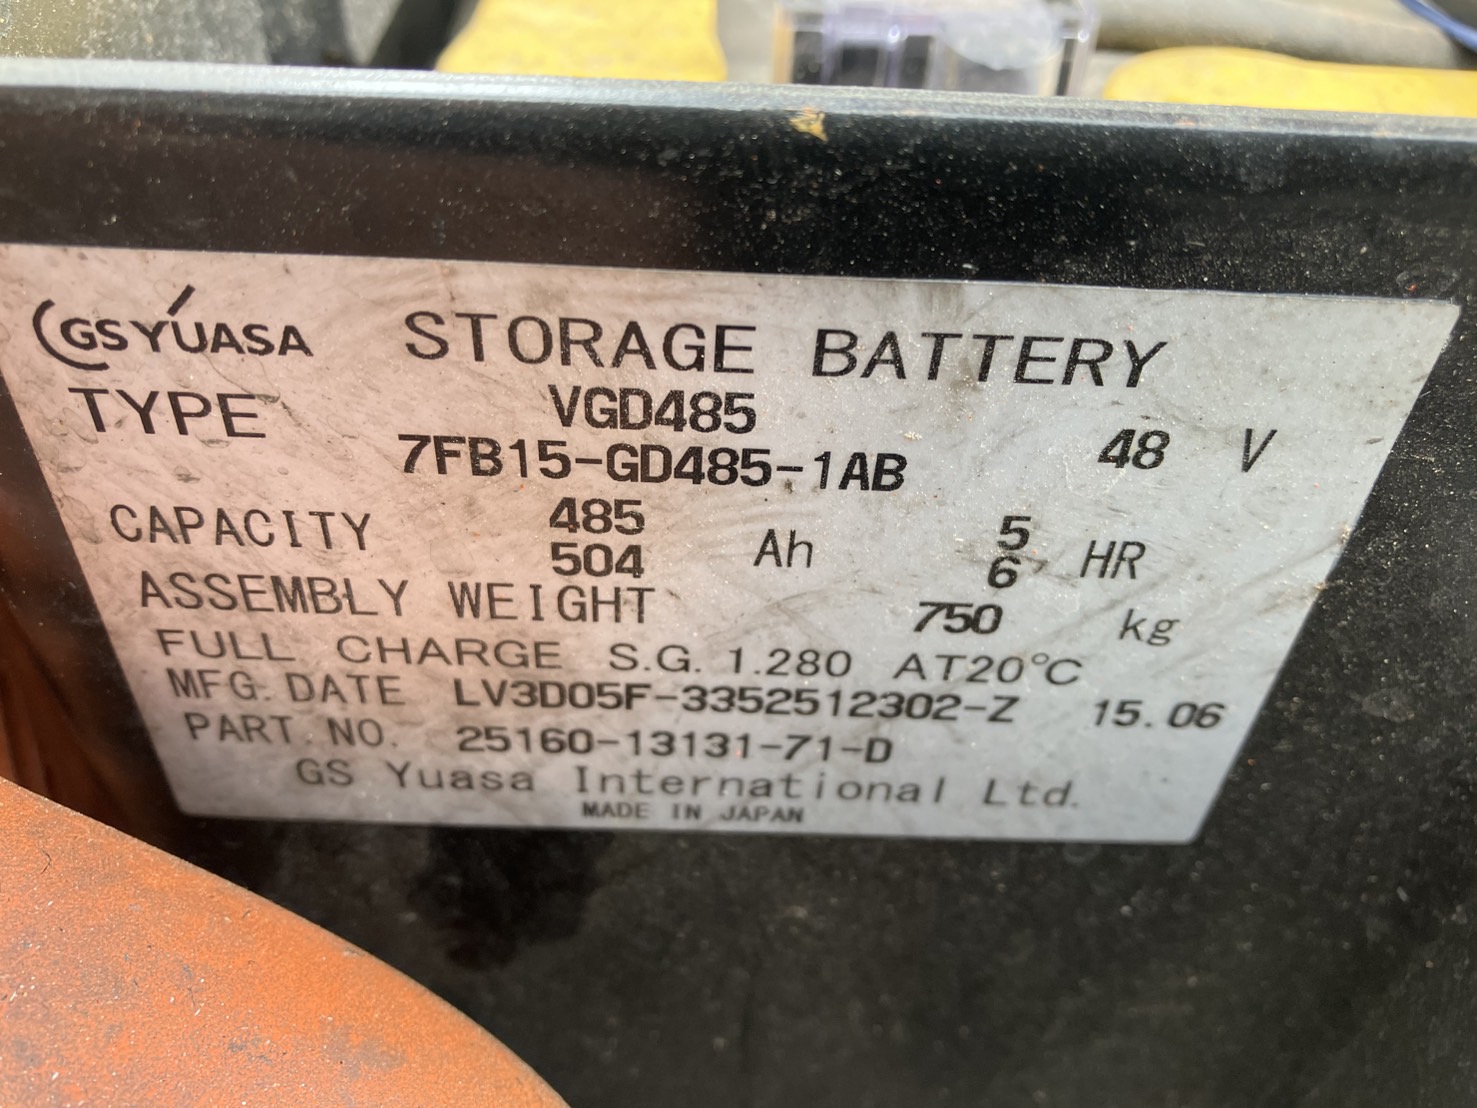 GS YUASA STORAGE BATTERY
TYPE VGD485
7FB15-GD485-1AB 48 V
CAPACITY 485 Ah 5 HR
504 6
ASSEMBLY WEIGHT 750 kg
FULL CHARGE S.G. 1.280 AT20°C
MFG. DATE LV3D05F-3352512302-Z 15.06
PART NO. 25160-13131-71-D
GS Yuasa International Ltd.
MADE IN JAPAN